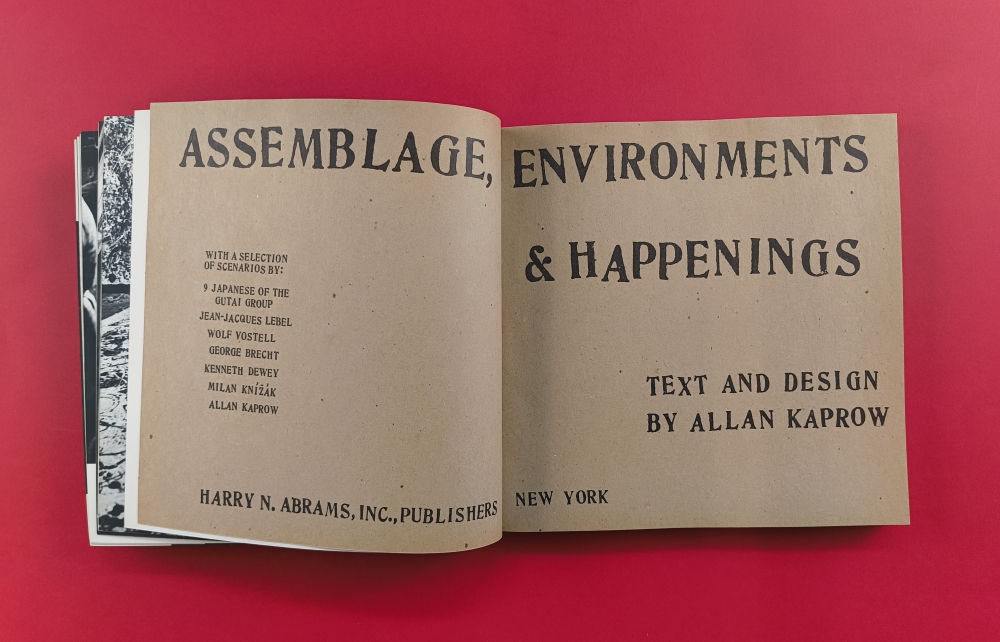 ASSEMBLAGE, ENVIRONMENTS
& HAPPENINGS
WITH A SELECTION
OF SCENARIOS BY:
9 JAPANESE OF THE
GUTAI GROUP
JEAN-JACQUES LEBEL
WOLF VOSTELL
GEORGE BRECHT
KENNETH DEWEY
MILAN KNÍŽÁK
ALLAN KAPROW
TEXT AND DESIGN
BY ALLAN KAPROW
HARRY N. ABRAMS, INC., PUBLISHERS NEW YORK